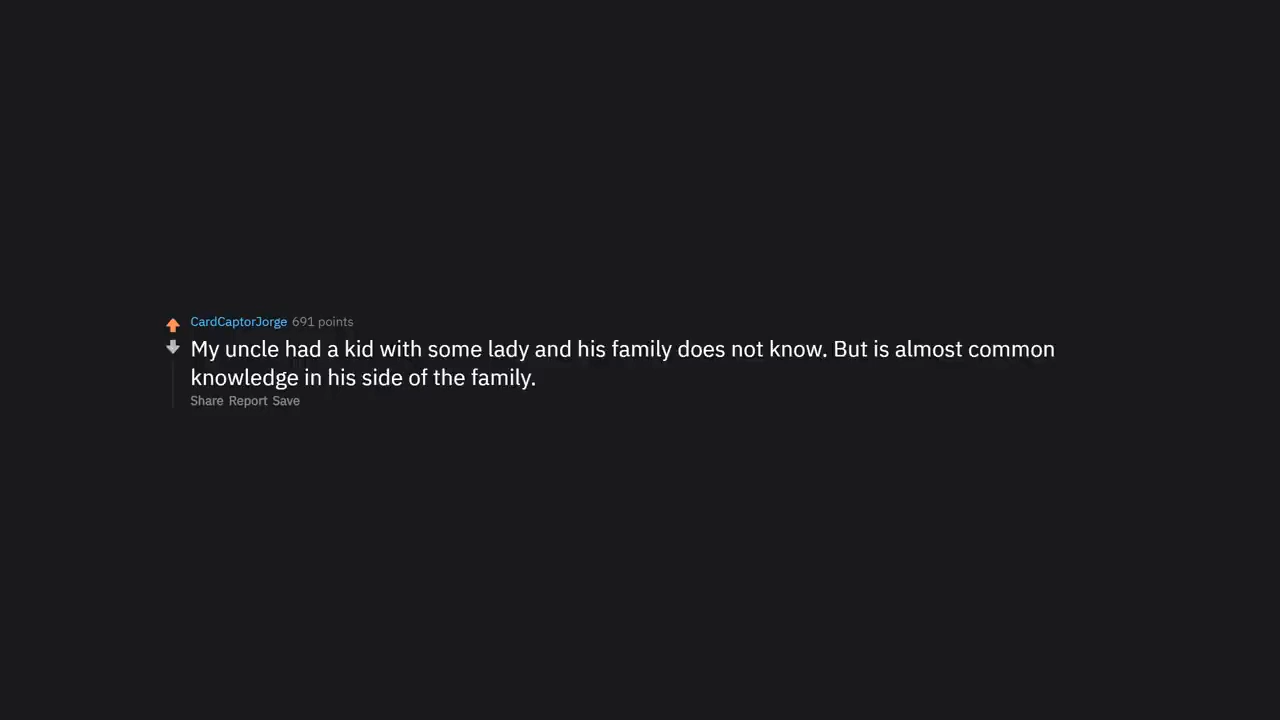 CardCaptorJorge 691 points
My uncle had a kid with some lady and his family does not know. But is almost common
knowledge in his side of the family.
Share Report Save